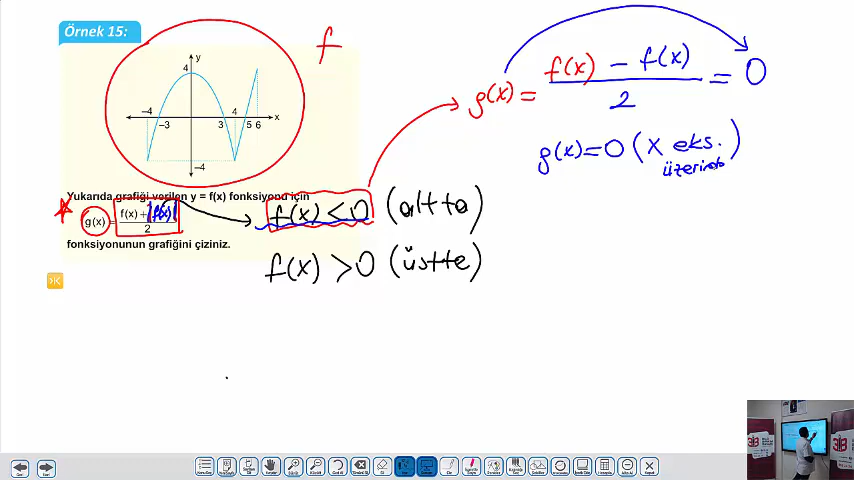 Örnek 15:
y
4
-4
4
x
-3
3
5 6
-4
f
g(x) = f(x) - f(x) / 2 = 0
g(x) = 0 (x eks. üzerinde)
Yukarıda grafiği verilen y = f(x) fonksiyonu için
g(x) = f(x) + |f(x)| / 2
fonksiyonunun grafiğini çiziniz.
f(x) < 0 (altta)
f(x) > 0 (üstte)